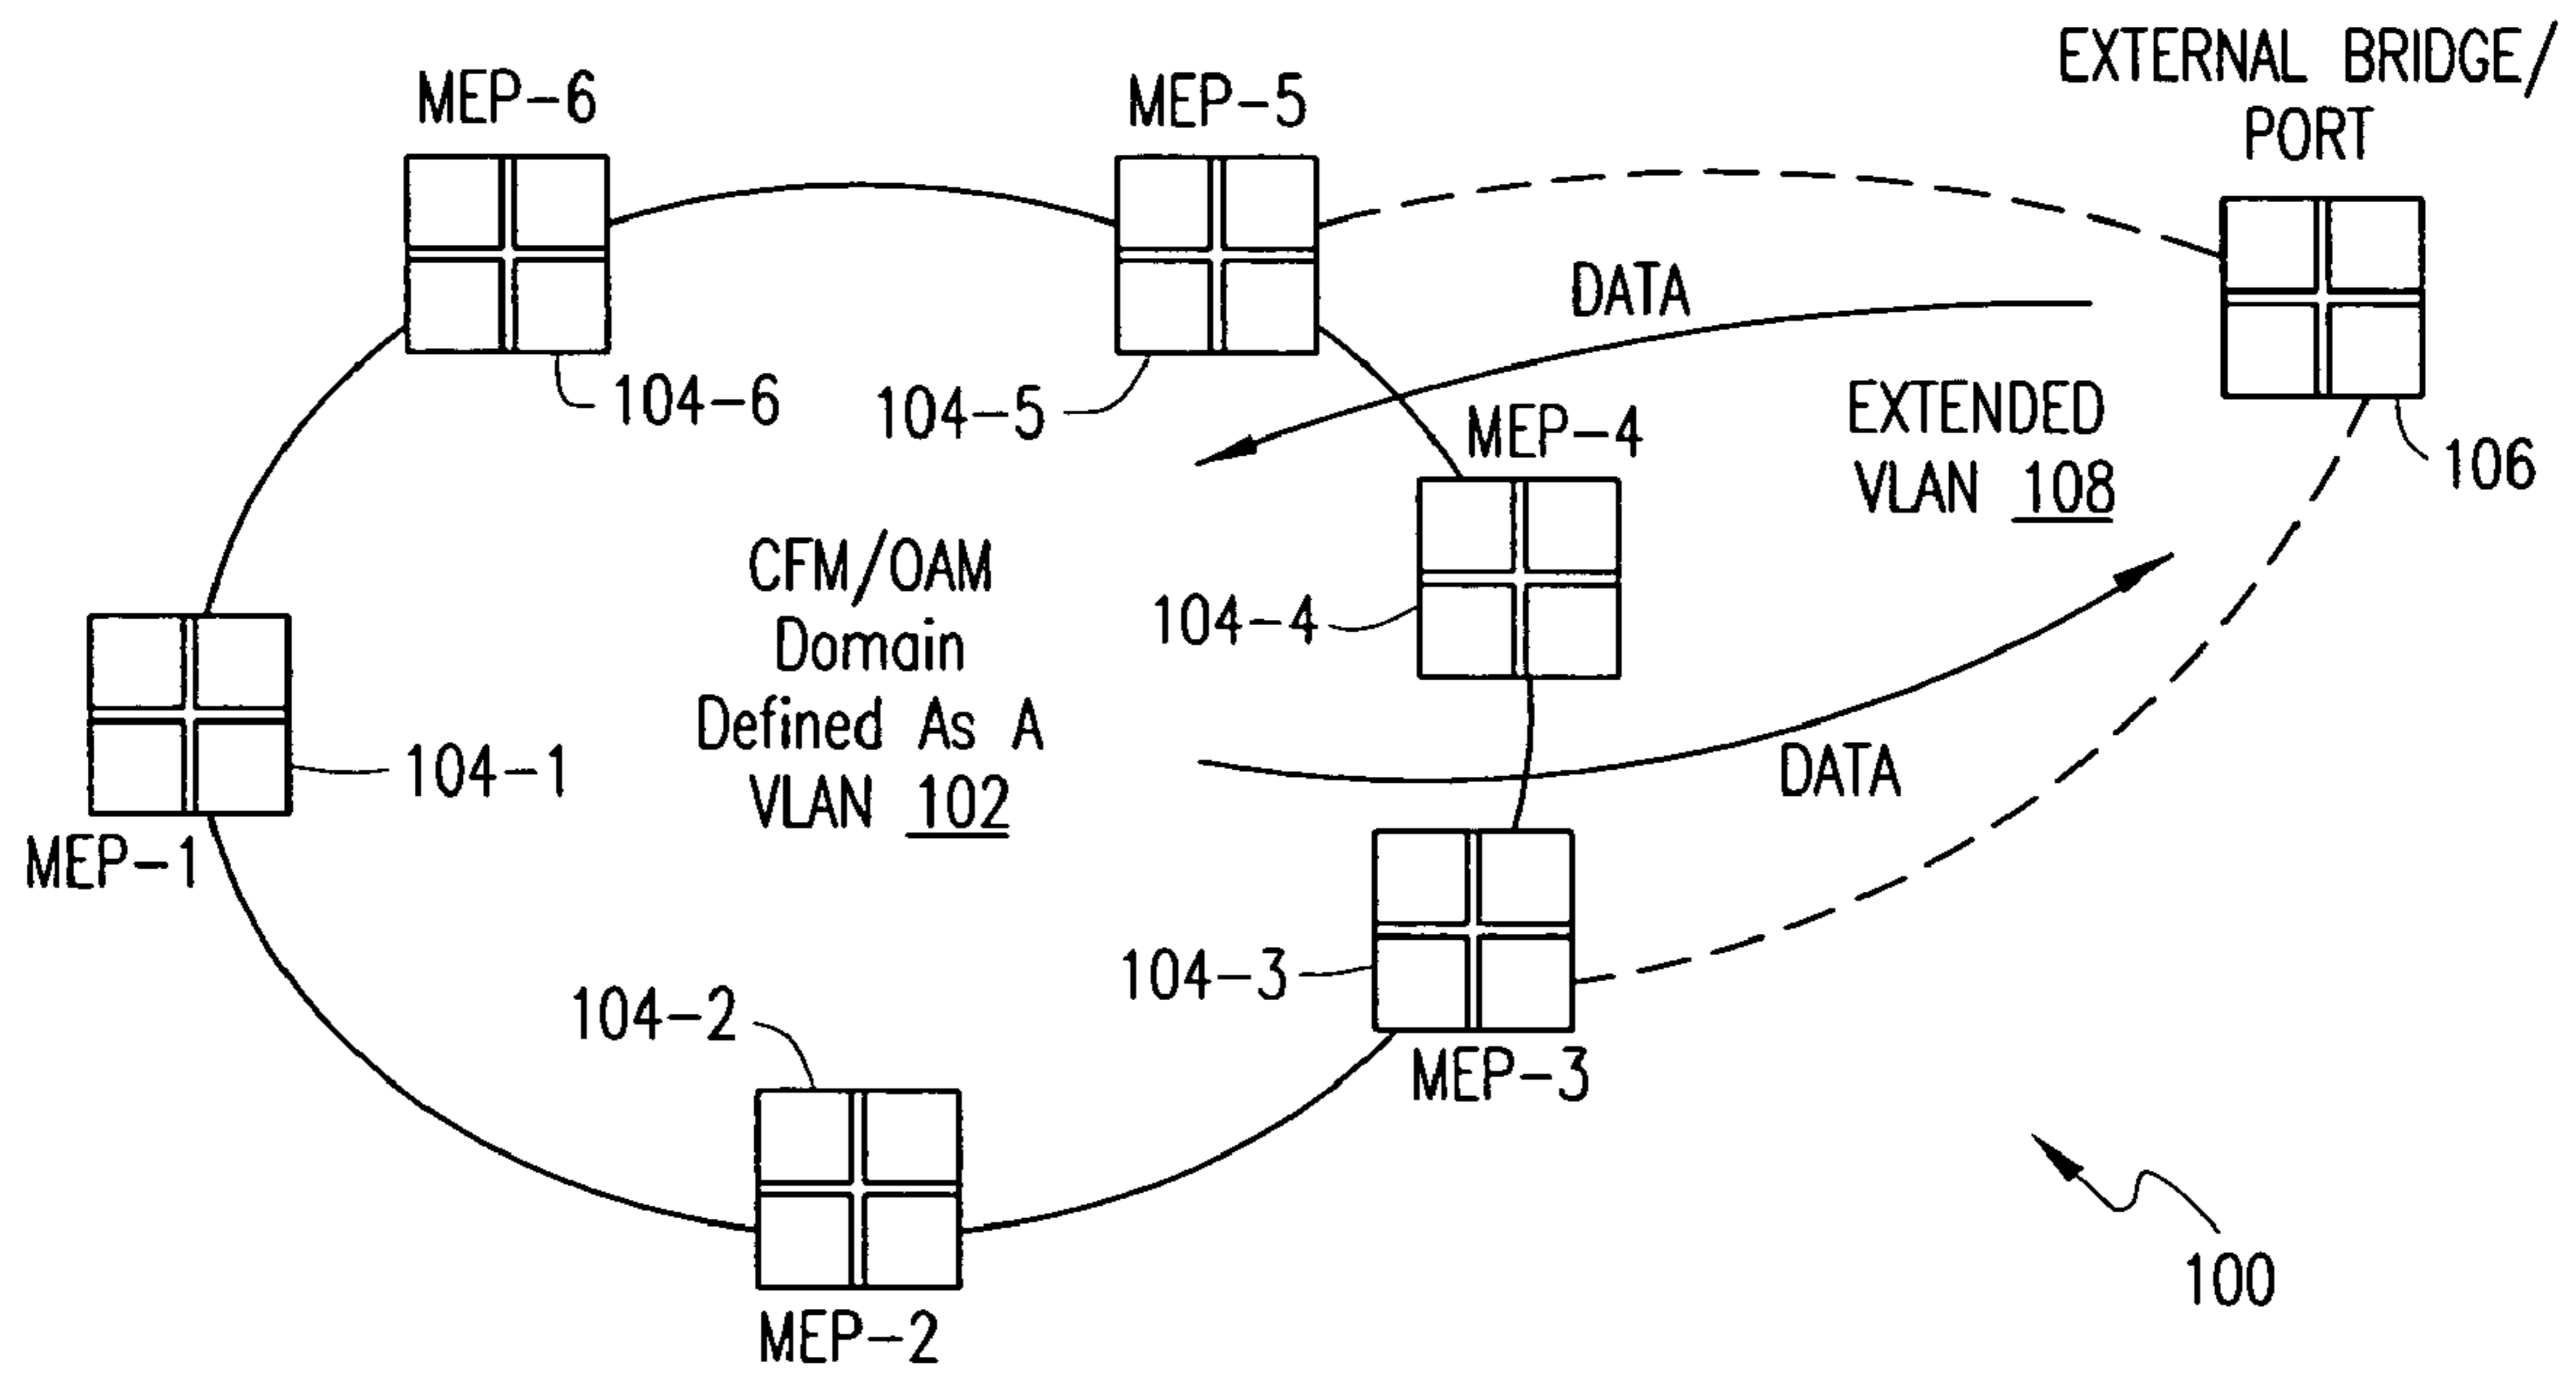 EXTERNAL BRIDGE/
PORT
MEP-6
MEP-5
DATA
104-6
104-5
MEP-4
EXTENDED
VLAN 108
106
CFM/OAM
Domain
Defined As A
VLAN 102
104-4
104-1
DATA
MEP-1
104-3
104-2
MEP-3
100
MEP-2